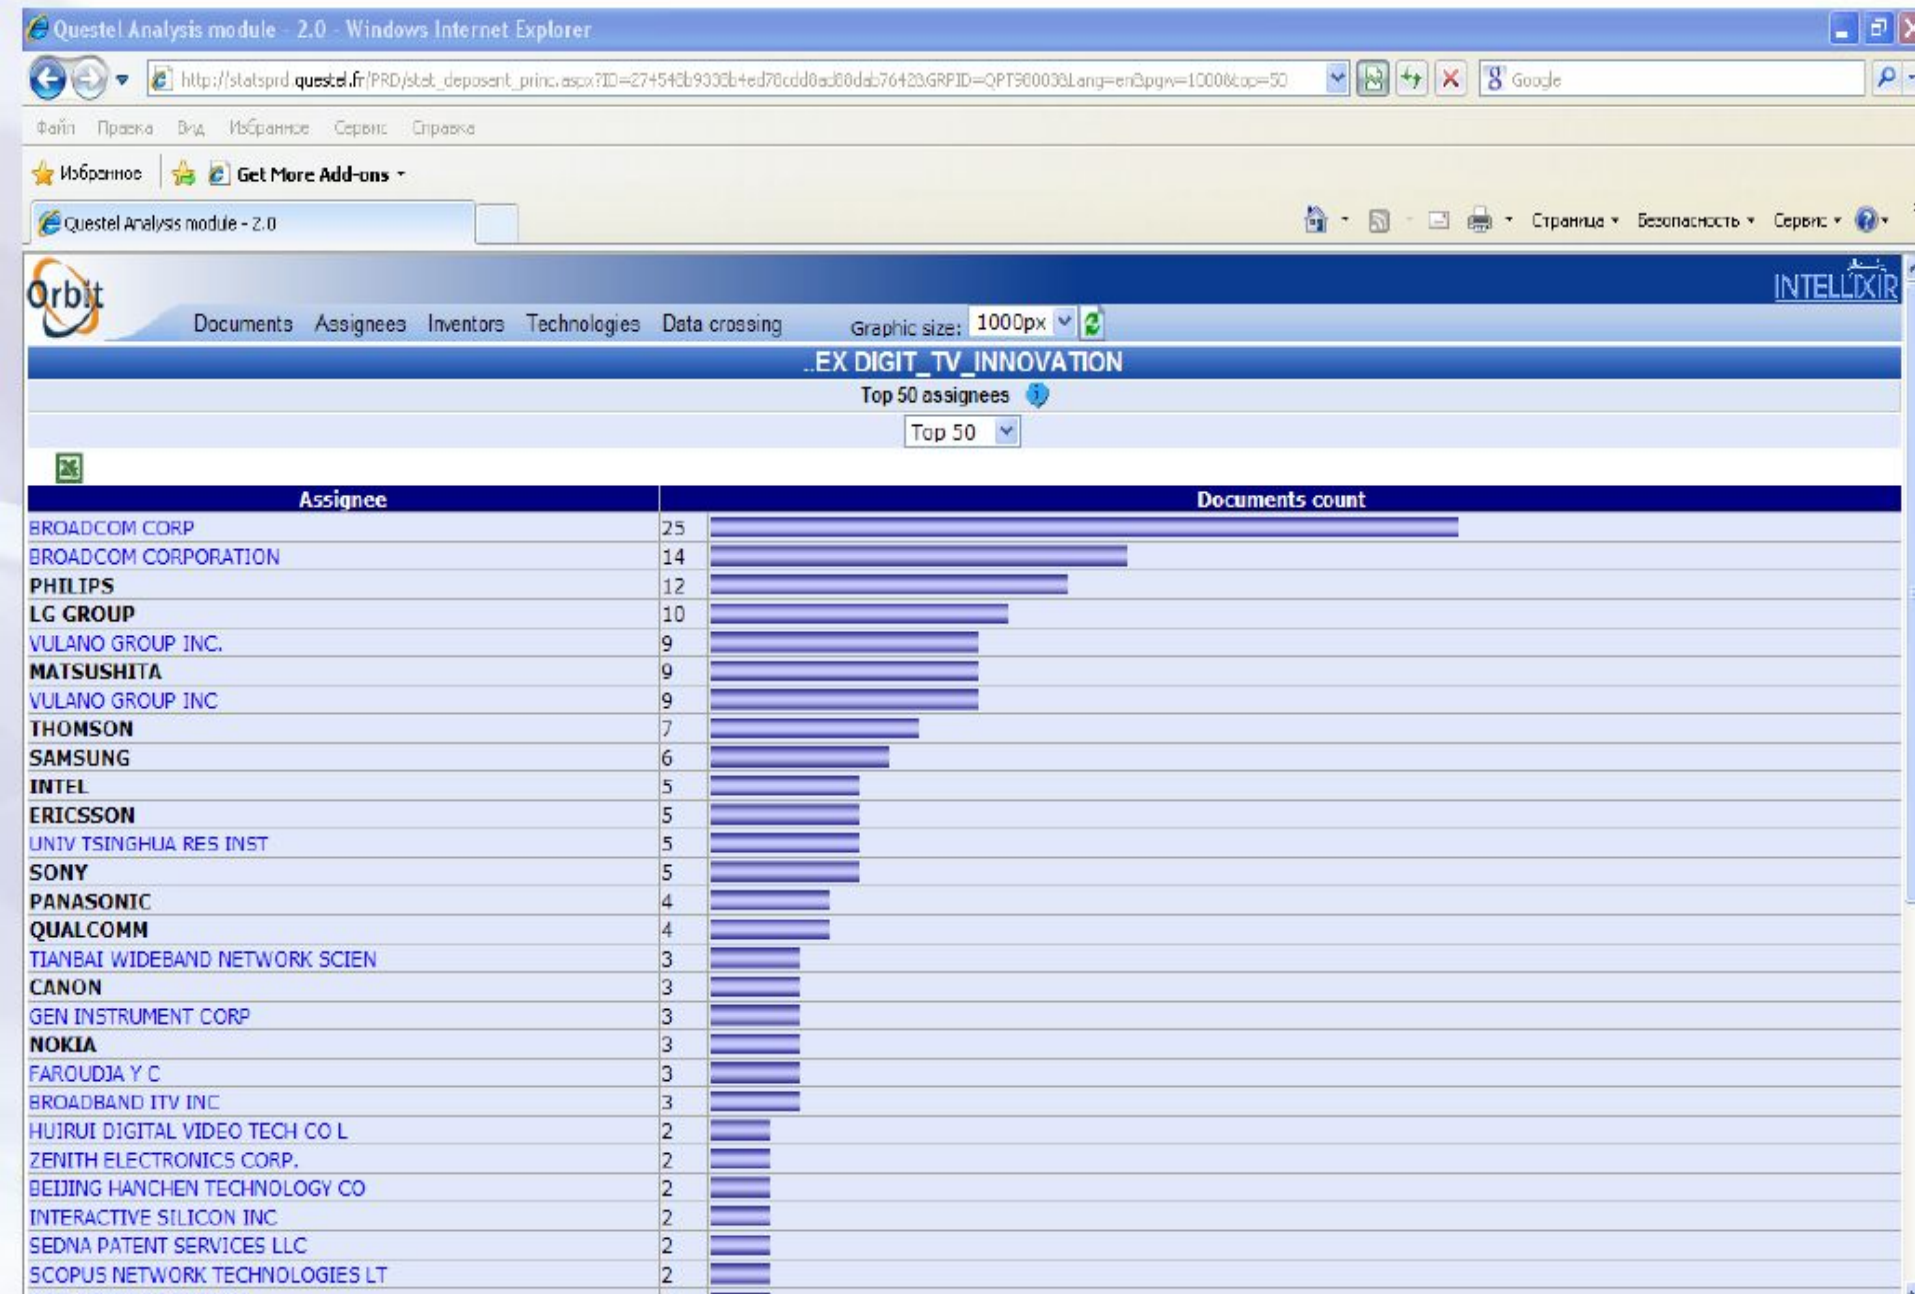 Questel Analysis module - 2.0 - Windows Internet Explorer
Google
Файл Правка Вид Избранное Сервис Справка
Избранное Get More Add-ons
Questel Analysis module - 2.0 Страница Безопасность Сервис
Orbit INTELLIXIR
Documents Assignees Inventors Technologies Data crossing Graphic size: 1000px
..EX DIGIT_TV_INNOVATION
Top 50 assignees
Top 50
Assignee Documents count
BROADCOM CORP 25
BROADCOM CORPORATION 14
PHILIPS 12
LG GROUP 10
VULANO GROUP INC. 9
MATSUSHITA 9
VULANO GROUP INC 9
THOMSON 7
SAMSUNG 6
INTEL 5
ERICSSON 5
UNIV TSINGHUA RES INST 5
SONY 5
PANASONIC 4
QUALCOMM 4
TIANBAI WIDEBAND NETWORK SCIEN 3
CANON 3
GEN INSTRUMENT CORP 3
NOKIA 3
FAROUDJA Y C 3
BROADBAND ITV INC 3
HUIRUI DIGITAL VIDEO TECH CO L 2
ZENITH ELECTRONICS CORP. 2
BEIJING HANCHEN TECHNOLOGY CO 2
INTERACTIVE SILICON INC 2
SEDNA PATENT SERVICES LLC 2
SCOPUS NETWORK TECHNOLOGIES LT 2